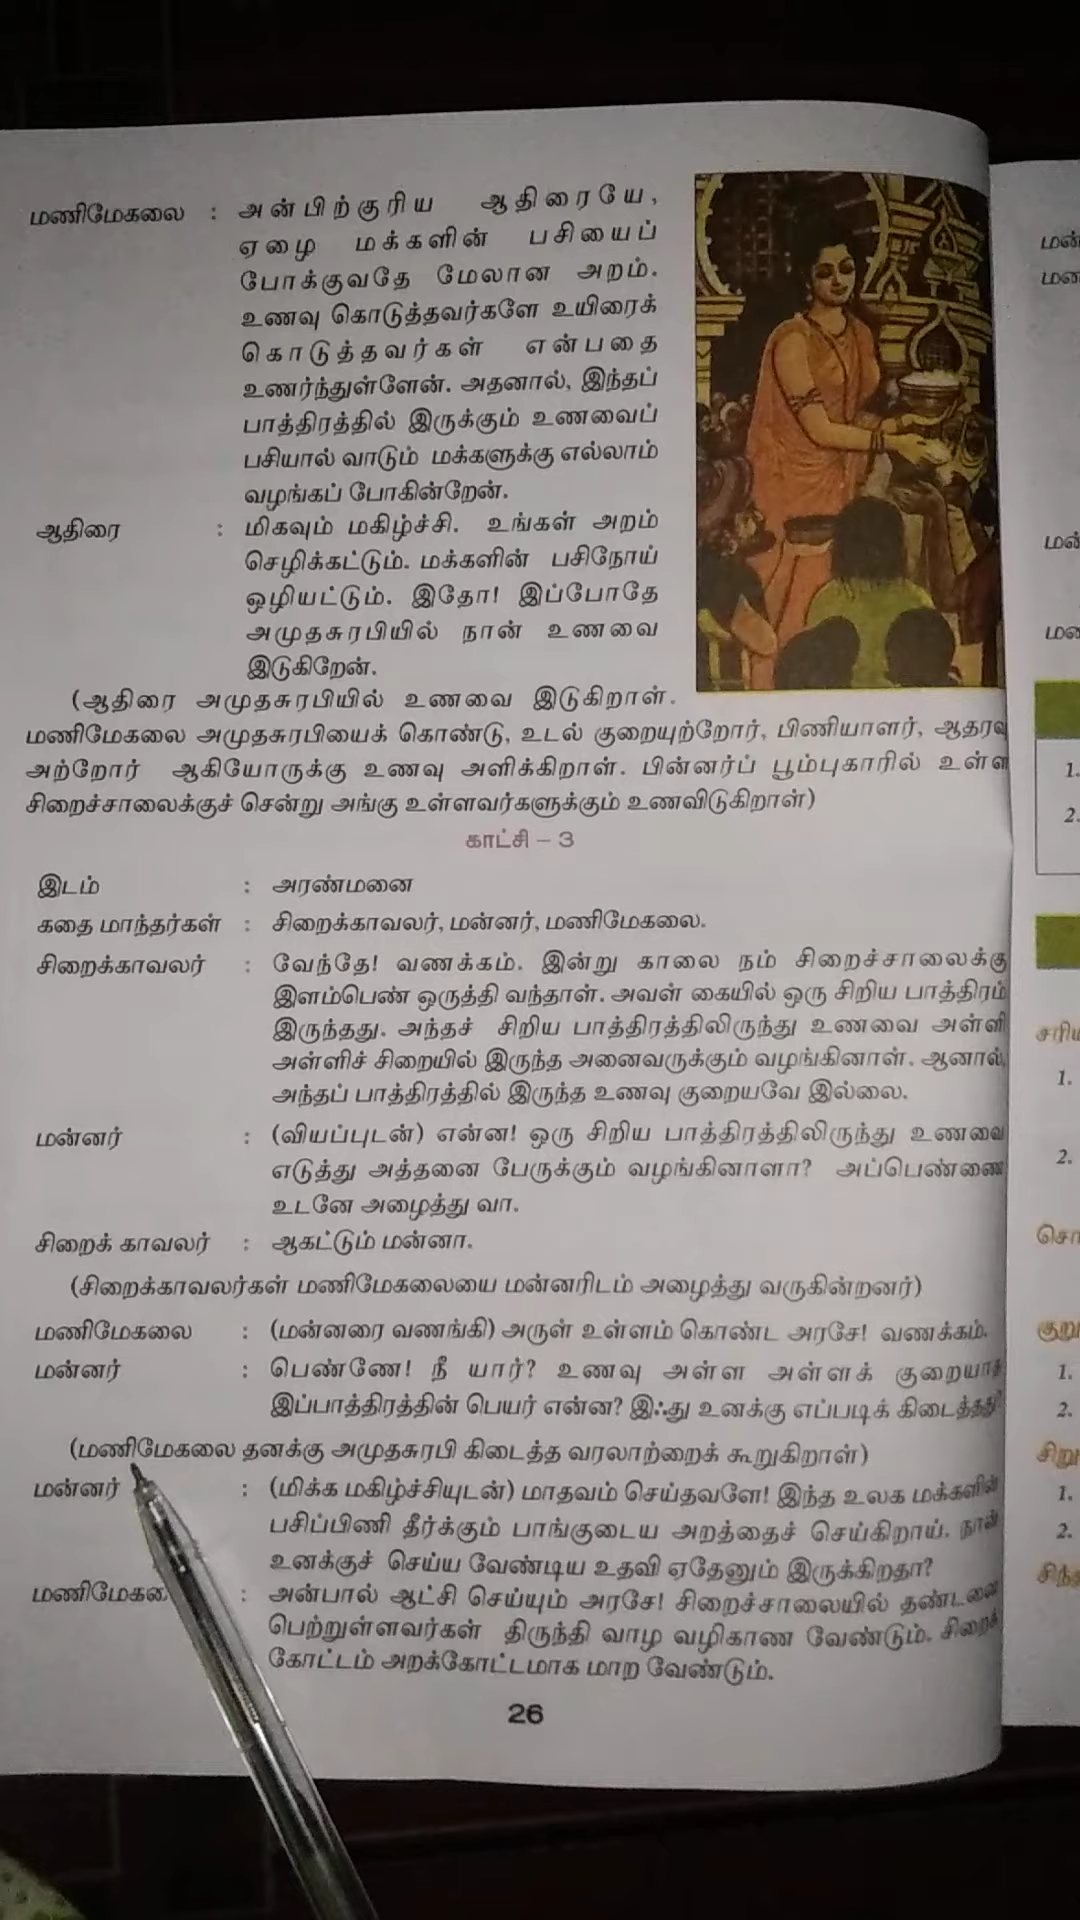 மணிமேகலை : அன்பிற்குரிய ஆதிரையே,
ஏழை மக்களின் பசியைப்
போக்குவதே மேலான அறம்.
உணவு கொடுத்தவர்களே உயிரைக்
கொடுத்தவர்கள் என்பதை
உணர்ந்துள்ளேன். அதனால், இந்தப்
பாத்திரத்தில் இருக்கும் உணவைப்
பசியால் வாடும் மக்களுக்கு எல்லாம்
வழங்கப் போகின்றேன்.
ஆதிரை : மிகவும் மகிழ்ச்சி. உங்கள் அறம்
செழிக்கட்டும். மக்களின் பசிநோய்
ஒழியட்டும். இதோ! இப்போதே
அமுதசுரபியில் நான் உணவை
இடுகிறேன்.
(ஆதிரை அமுதசுரபியில் உணவை இடுகிறாள்.
மணிமேகலை அமுதசுரபியைக் கொண்டு, உடல் குறையுற்றோர், பிணியாளர், ஆதரவு
அற்றோர் ஆகியோருக்கு உணவு அளிக்கிறாள். பின்னர்ப் பூம்புகாரில் உள்ள
சிறைச்சாலைக்குச் சென்று அங்கு உள்ளவர்களுக்கும் உணவிடுகிறாள்)
காட்சி – 3
இடம் : அரண்மனை
கதை மாந்தர்கள் : சிறைக்காவலர், மன்னர், மணிமேகலை.
சிறைக்காவலர் : வேந்தே! வணக்கம். இன்று காலை நம் சிறைச்சாலைக்கு
இளம்பெண் ஒருத்தி வந்தாள். அவள் கையில் ஒரு சிறிய பாத்திரம்
இருந்தது. அந்தச் சிறிய பாத்திரத்திலிருந்து உணவை அள்ளி
அள்ளிச் சிறையில் இருந்த அனைவருக்கும் வழங்கினாள். ஆனால்,
அந்தப் பாத்திரத்தில் இருந்த உணவு குறையவே இல்லை.
மன்னர் : (வியப்புடன்) என்ன! ஒரு சிறிய பாத்திரத்திலிருந்து உணவை
எடுத்து அத்தனை பேருக்கும் வழங்கினாளா? அப்பெண்ணை
உடனே அழைத்து வா.
சிறைக் காவலர் : ஆகட்டும் மன்னா.
(சிறைக்காவலர்கள் மணிமேகலையை மன்னரிடம் அழைத்து வருகின்றனர்)
மணிமேகலை : (மன்னரை வணங்கி) அருள் உள்ளம் கொண்ட அரசே! வணக்கம்.
மன்னர் : பெண்ணே! நீ யார்? உணவு அள்ள அள்ளக் குறையாத
இப்பாத்திரத்தின் பெயர் என்ன? இஃது உனக்கு எப்படிக் கிடைத்தது?
(மணிமேகலை தனக்கு அமுதசுரபி கிடைத்த வரலாற்றைக் கூறுகிறாள்)
மன்னர் : (மிக்க மகிழ்ச்சியுடன்) மாதவம் செய்தவளே! இந்த உலக மக்களின்
பசிப்பிணி தீர்க்கும் பாங்குடைய அறத்தைச் செய்கிறாய். நான்
உனக்குச் செய்ய வேண்டிய உதவி ஏதேனும் இருக்கிறதா?
மணிமேகலை : அன்பால் ஆட்சி செய்யும் அரசே! சிறைச்சாலையில் தண்டனை
பெற்றுள்ளவர்கள் திருந்தி வாழ வழிகாண வேண்டும். சிறைக்
கோட்டம் அறக்கோட்டமாக மாற வேண்டும்.
26
1.
2.
1.
2.
1.
2.
1.
2.